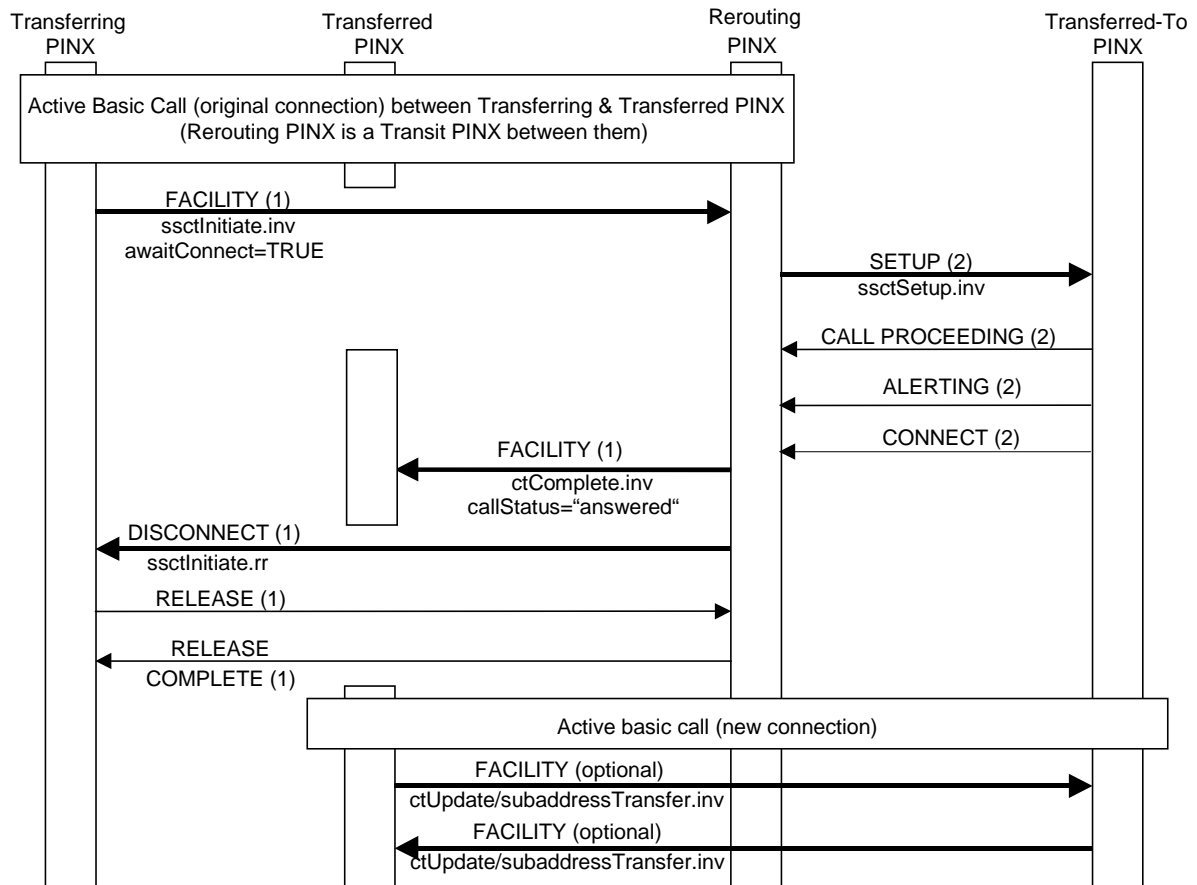 Transferring
PINX
Transferred
PINX
Rerouting
PINX
Transferred-To
PINX
Active Basic Call (original connection) between Transferring & Transferred PINX
(Rerouting PINX is a Transit PINX between them)
FACILITY (1)
ssctInitiate.inv
awaitConnect=TRUE
SETUP (2)
ssctSetup.inv
CALL PROCEEDING (2)
ALERTING (2)
CONNECT (2)
FACILITY (1)
ctComplete.inv
callStatus=“answered“
DISCONNECT (1)
ssctInitiate.rr
RELEASE (1)
RELEASE
COMPLETE (1)
Active basic call (new connection)
FACILITY (optional)
ctUpdate/subaddressTransfer.inv
FACILITY (optional)
ctUpdate/subaddressTransfer.inv